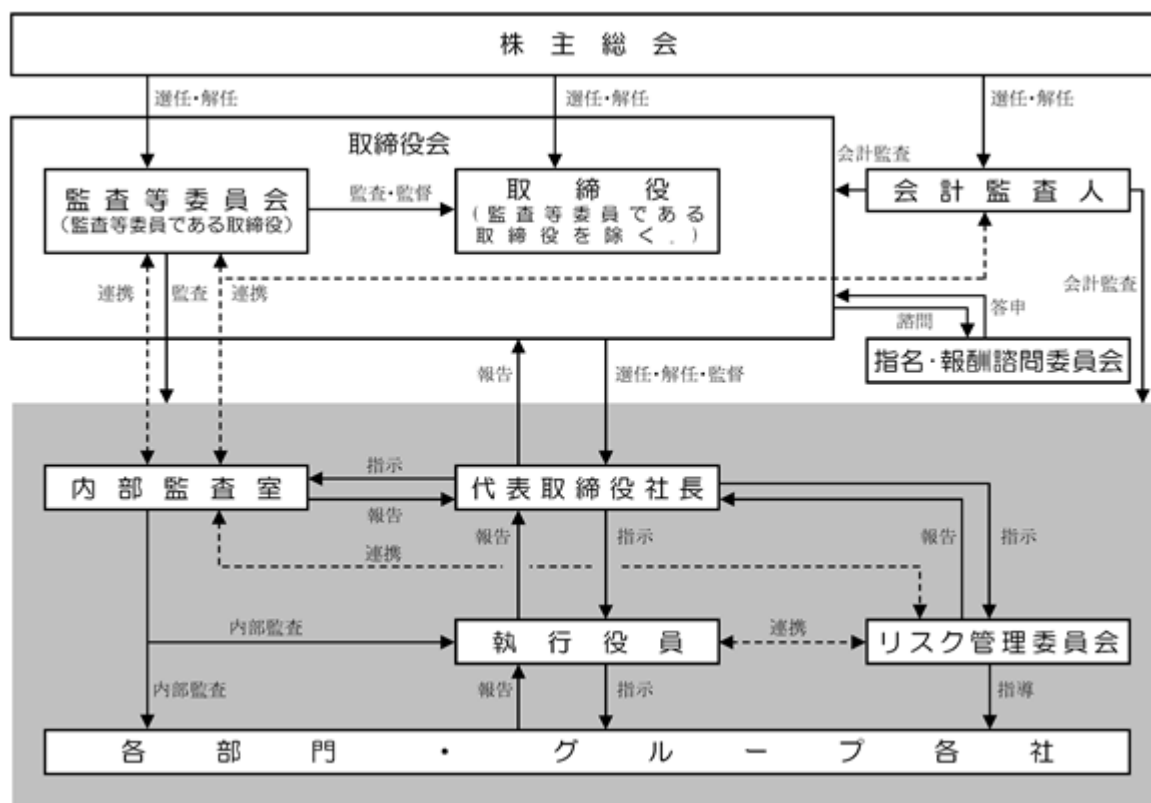 株主総会
選任・解任
選任・解任
選任・解任
取締役会
会計監査
監査等委員会
(監査等委員である取締役)
監査・監督
取締役
(監査等委員である
取締役を除く。)
会計監査人
連携
監査
連携
会計監査
答申
諮問
指名・報酬諮問委員会
報告
選任・解任・監督
内部監査室
指示
報告
代表取締役社長
連携
報告
指示
報告
指示
内部監査
執行役員
連携
リスク管理委員会
内部監査
報告
指示
指導
各部門・グループ各社